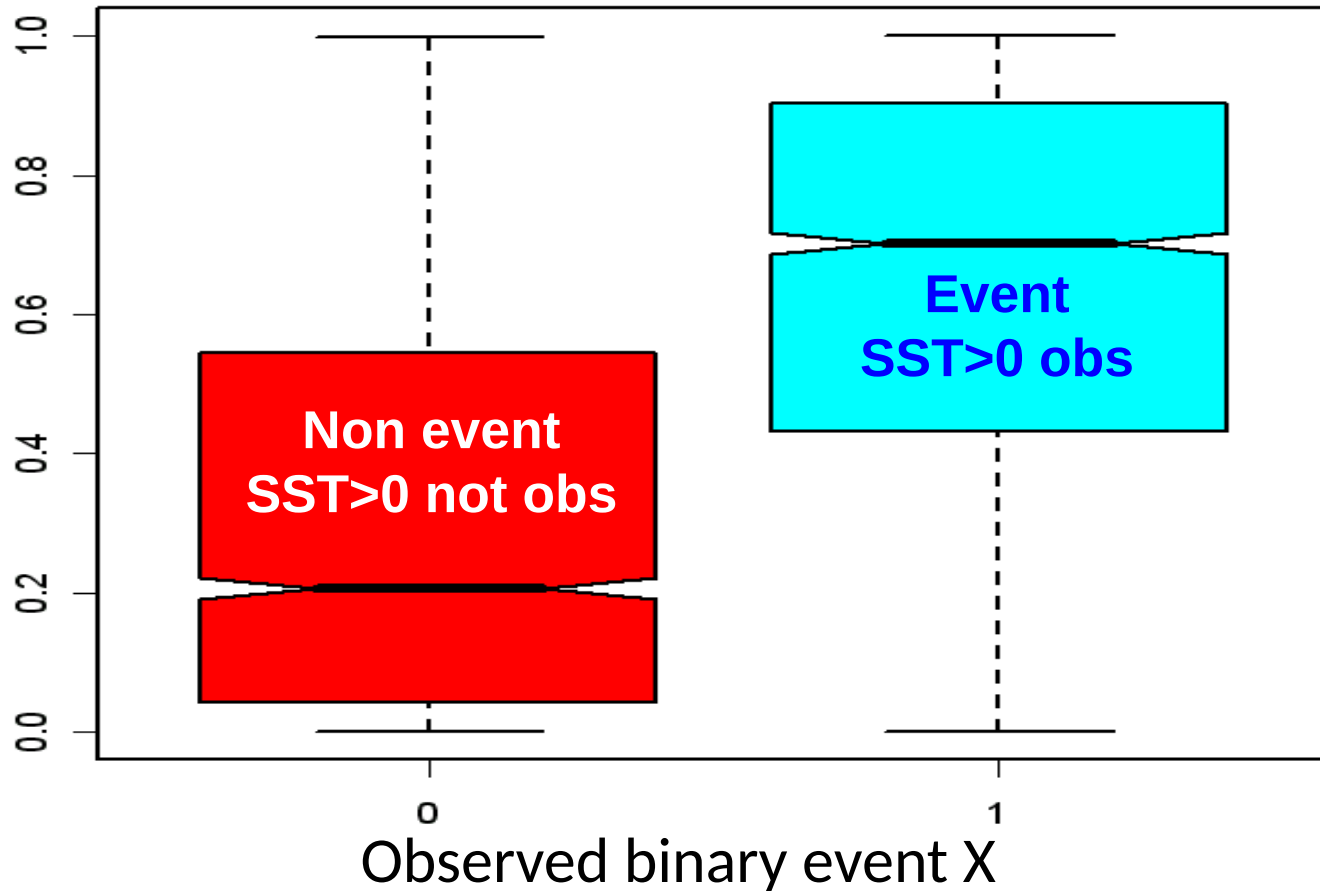 1.0
0.8
0.6
0.4
0.2
0.0
Non event
SST>0 not obs
Event
SST>0 obs
0 1
Observed binary event X